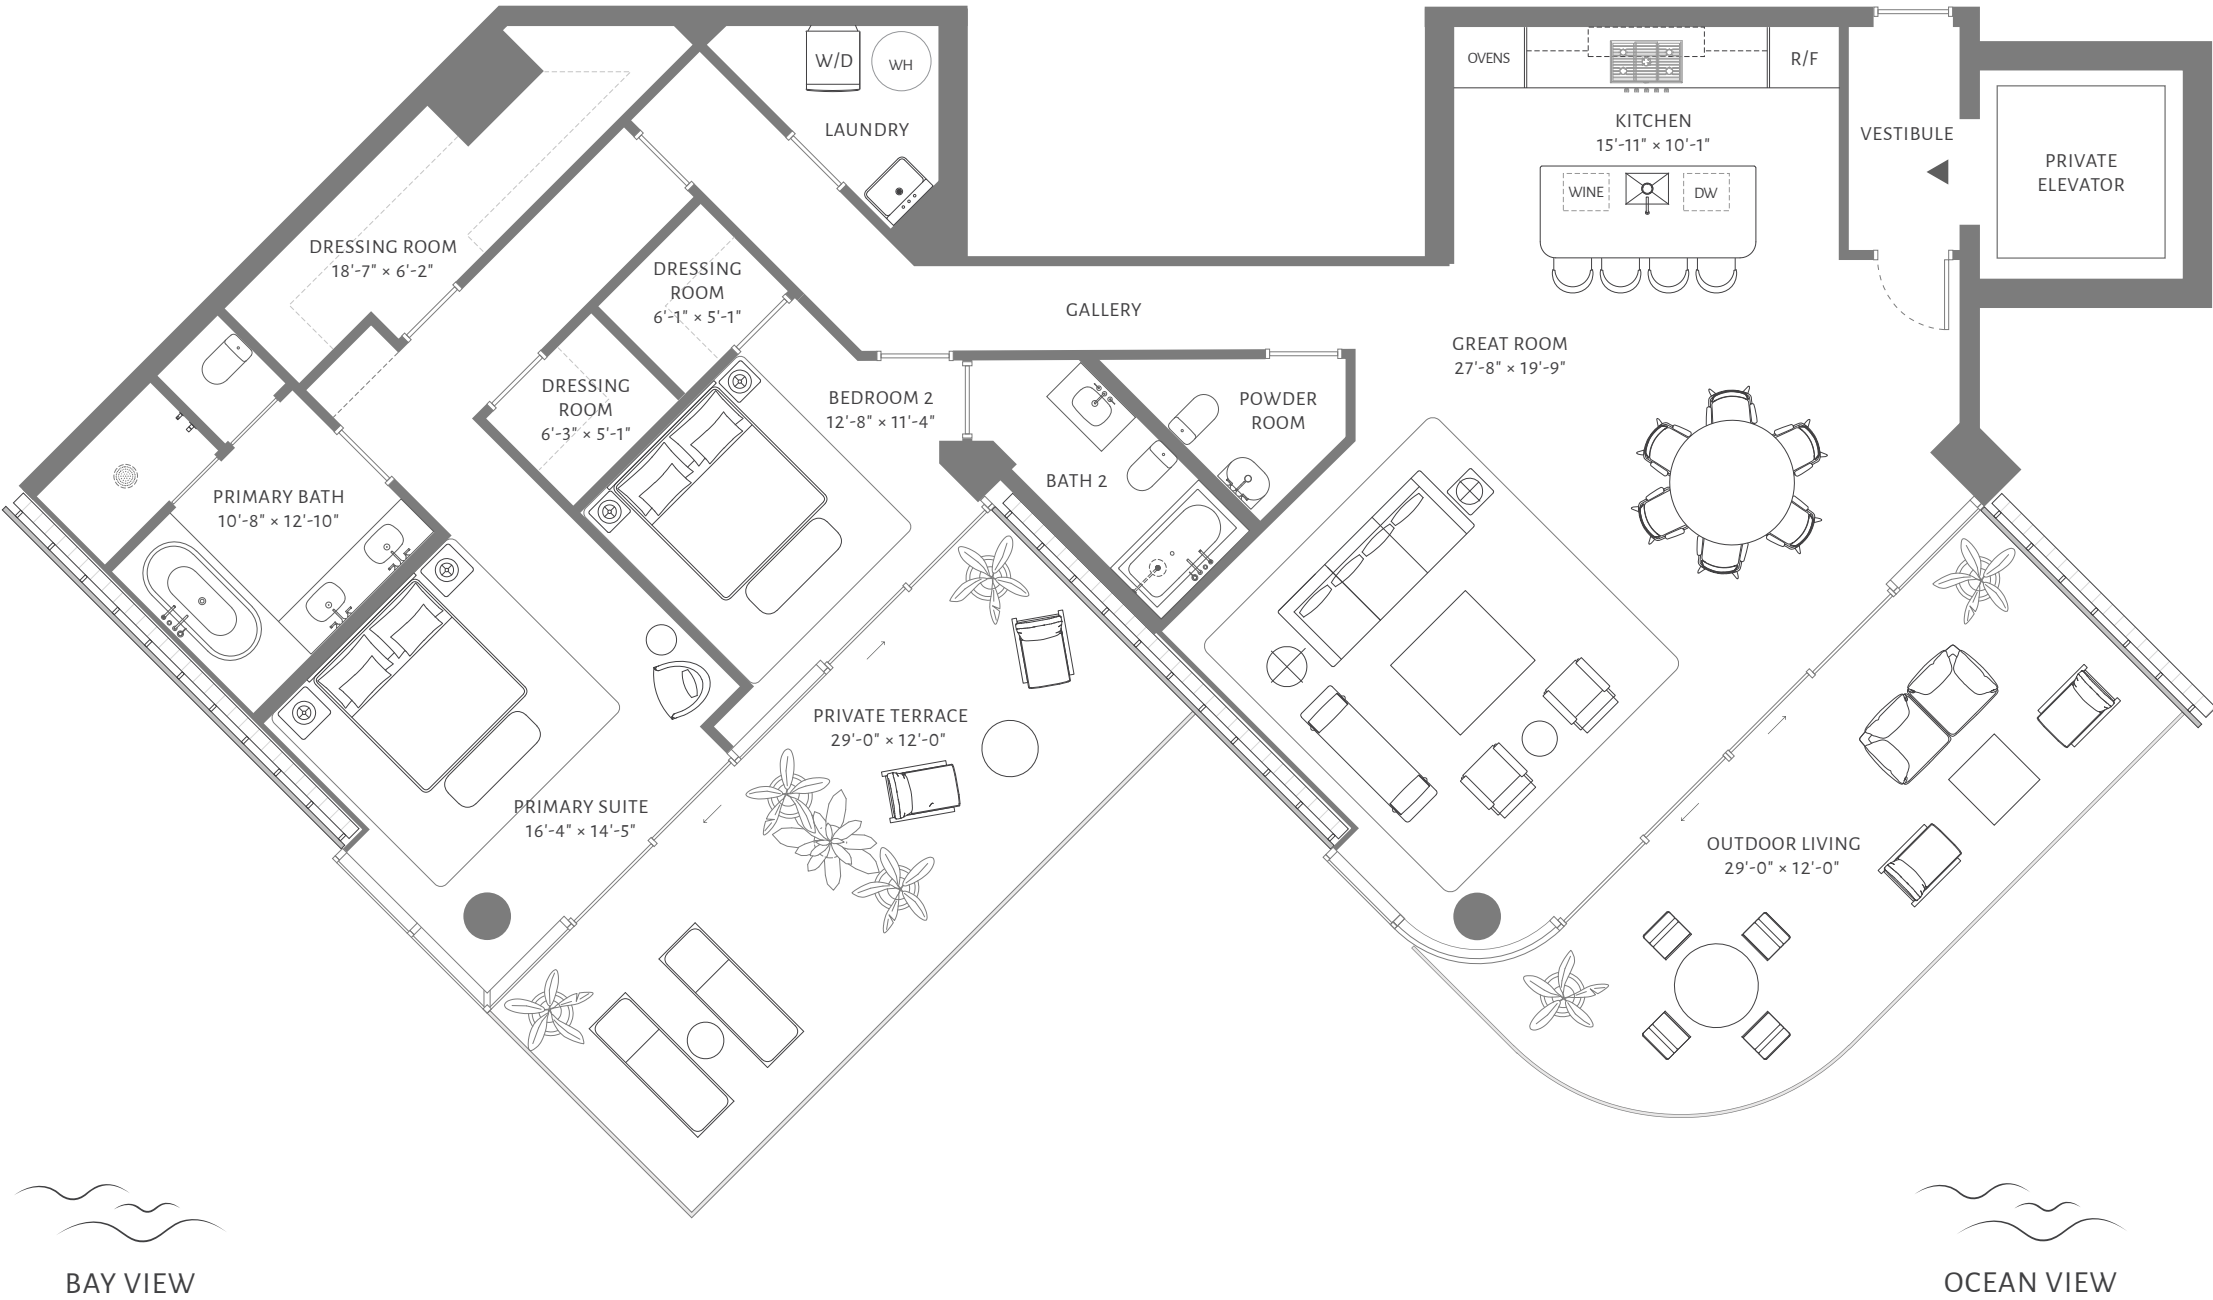 W/D
WH
LAUNDRY
OVENS
R/F
KITCHEN
15'-11" × 10'-1"
WINE
DW
VESTIBULE
PRIVATE
ELEVATOR
DRESSING ROOM
18'-7" × 6'-2"
DRESSING
ROOM
6'-1" × 5'-1"
GALLERY
GREAT ROOM
27'-8" × 19'-9"
DRESSING
ROOM
6'-3" × 5'-1"
BEDROOM 2
12'-8" × 11'-4"
POWDER
ROOM
BATH 2
PRIMARY BATH
10'-8" × 12'-10"
PRIVATE TERRACE
29'-0" × 12'-0"
PRIMARY SUITE
16'-4" × 14'-5"
OUTDOOR LIVING
29'-0" × 12'-0"
BAY VIEW
OCEAN VIEW